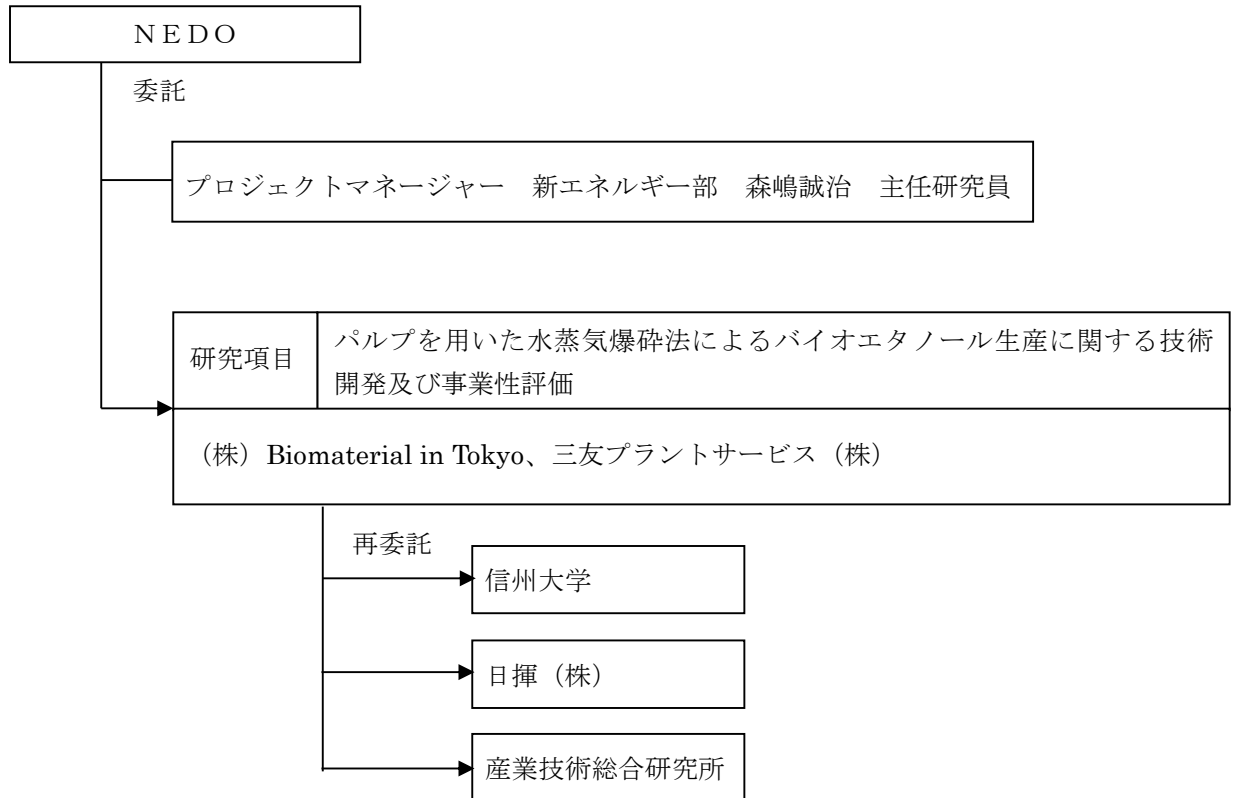 ＮＥＤＯ
委託
プロジェクトマネージャー　新エネルギー部　森嶋誠治　主任研究員
研究項目
パルプを用いた水蒸気爆砕法によるバイオエタノール生産に関する技術
開発及び事業性評価
（株）Biomaterial in Tokyo、三友プラントサービス（株）
再委託
信州大学
日揮（株）
産業技術総合研究所